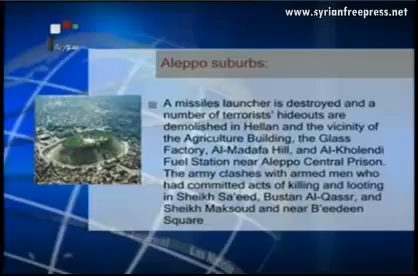 www.syrianfreepress.net
سورية
Aleppo suburbs:
A missiles launcher is destroyed and a
number of terrorists' hideouts are
demolished in Hellan and the vicinity of
the Agriculture Building, the Glass
Factory, Al-Madafa Hill, and Al-Kholendi
Fuel Station near Aleppo Central Prison.
The army clashes with armed men who
had committed acts of killing and looting
in Sheikh Sa'eed, Bustan Al-Qassr, and
Sheikh Maksoud and near B'eedeen
Square